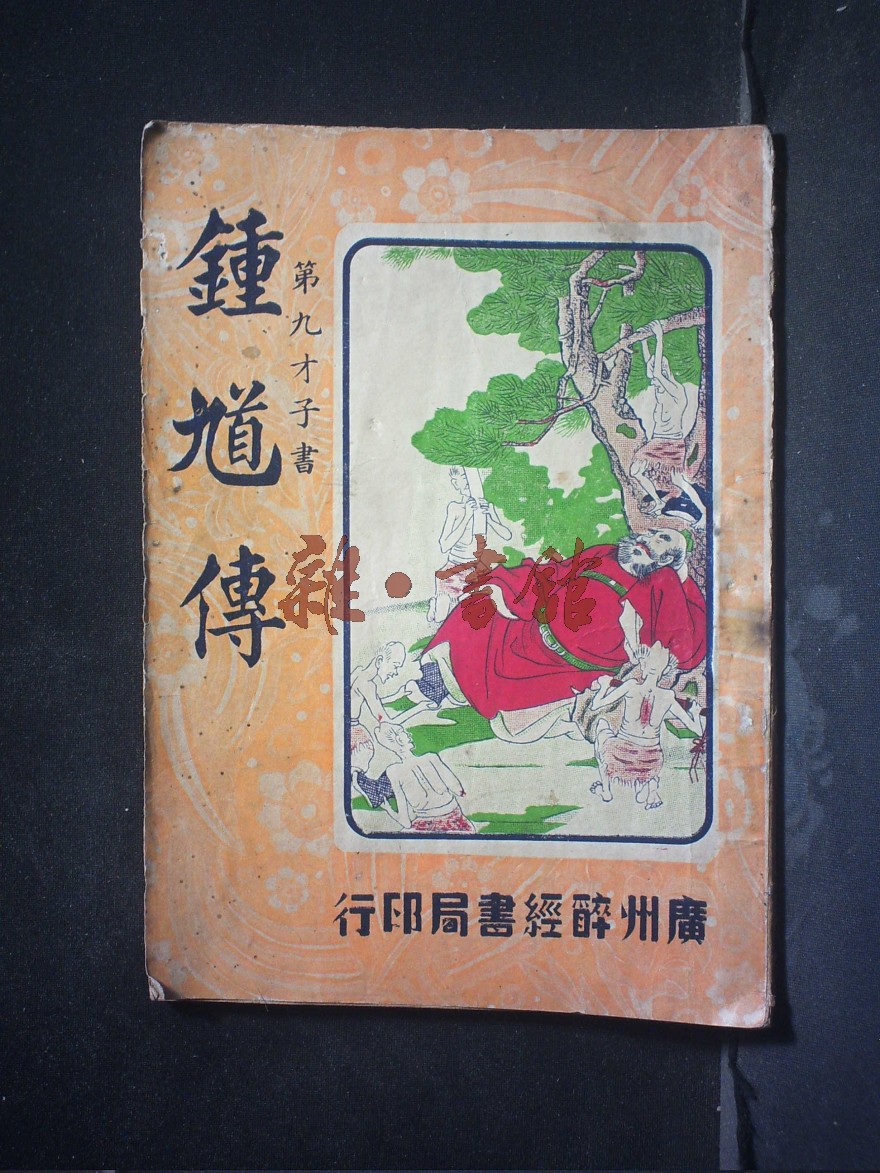 鍾馗傳
第九才子書
雜·書館
廣州醉經書局印行